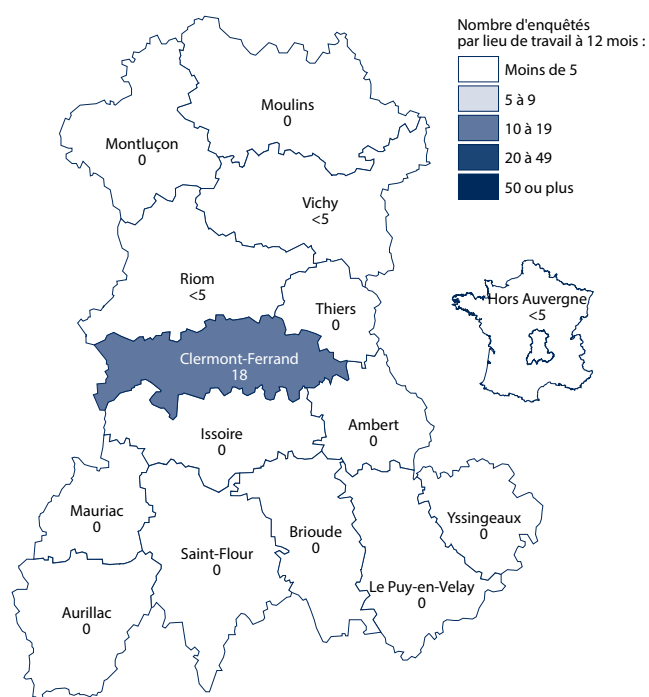 Nombre d'enquêtés
par lieu de travail à 12 mois :
Moins de 5
5 à 9
10 à 19
20 à 49
50 ou plus
Moulins
0
Montluçon
0
Vichy
<5
Riom
<5
Thiers
0
Hors Auvergne
<5
Clermont-Ferrand
18
Ambert
0
Issoire
0
Mauriac
0
Saint-Flour
0
Brioude
0
Yssingeaux
0
Le Puy-en-Velay
0
Aurillac
0